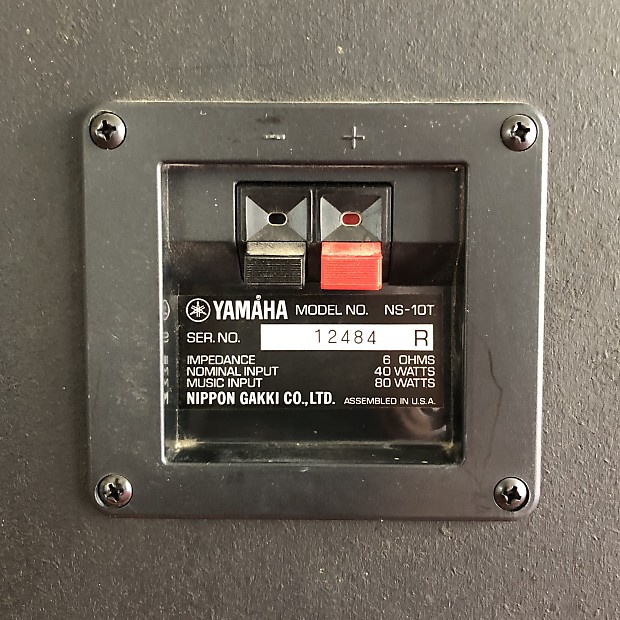 - +
YAMAHA MODEL NO. NS-10T
SER. NO. 12484 R
IMPEDANCE 6 OHMS
NOMINAL INPUT 40 WATTS
MUSIC INPUT 80 WATTS
NIPPON GAKKI CO., LTD. ASSEMBLED IN U.S.A.